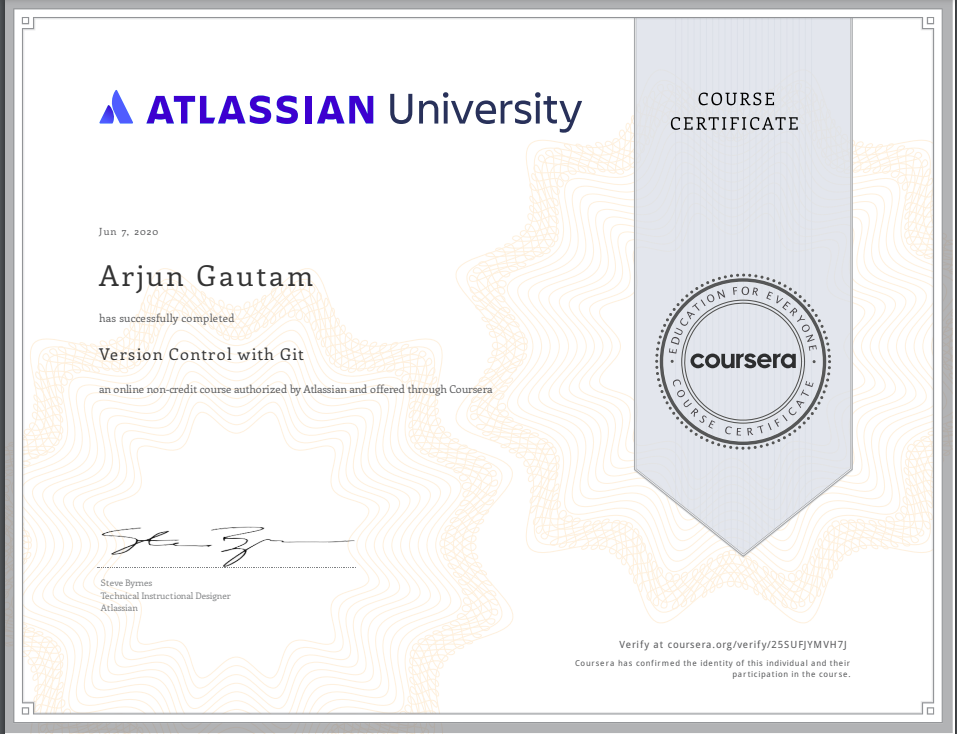 ATLASSIAN University
COURSE
CERTIFICATE
Jun 7, 2020
Arjun Gautam
has successfully completed
Version Control with Git
an online non-credit course authorized by Atlassian and offered through Coursera
EDUCATION FOR EVERYONE
coursera
COURSE CERTIFICATE
Steve Byrnes
Technical Instructional Designer
Atlassian
Verify at coursera.org/verify/25SUFJYMVH7J
Coursera has confirmed the identity of this individual and their
participation in the course.